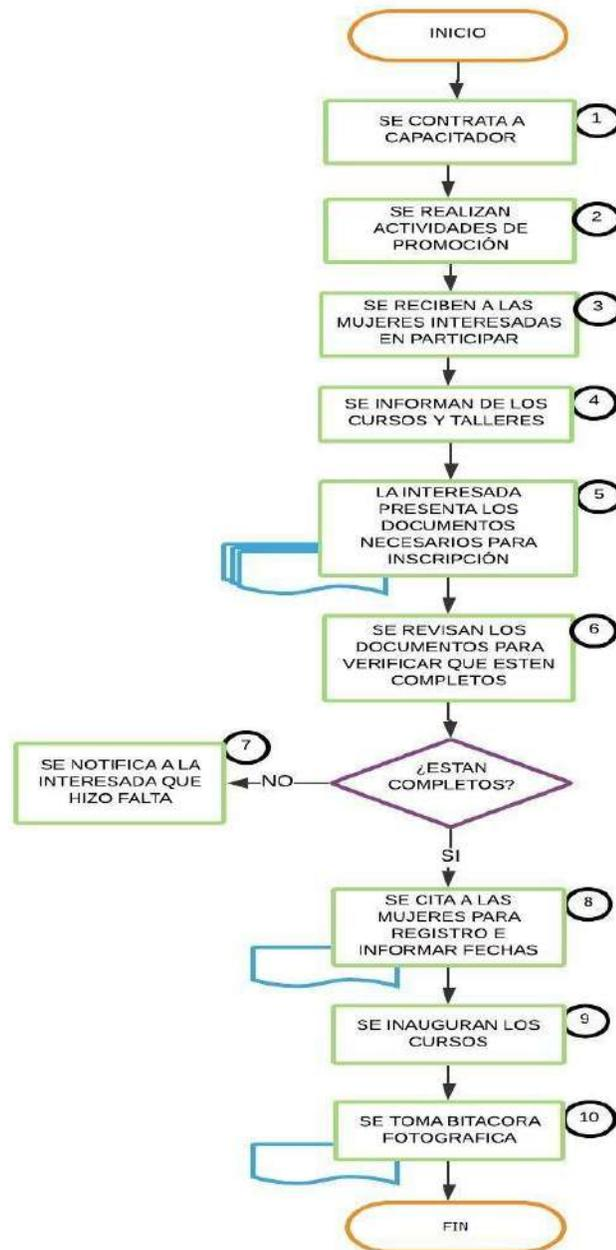 INICIO
1
SE CONTRATA A
CAPACITADOR
2
SE REALIZAN
ACTIVIDADES DE
PROMOCIÓN
3
SE RECIBEN A LAS
MUJERES INTERESADAS
EN PARTICIPAR
4
SE INFORMAN DE LOS
CURSOS Y TALLERES
5
LA INTERESADA
PRESENTA LOS
DOCUMENTOS
NECESARIOS PARA
INSCRIPCIÓN
6
SE REVISAN LOS
DOCUMENTOS PARA
VERIFICAR QUE ESTEN
COMPLETOS
¿ESTAN
COMPLETOS?
NO
7
SE NOTIFICA A LA
INTERESADA QUE
HIZO FALTA
SI
8
SE CITA A LAS
MUJERES PARA
REGISTRO E
INFORMAR FECHAS
9
SE INAUGURAN LOS
CURSOS
10
SE TOMA BITACORA
FOTOGRAFICA
FIN